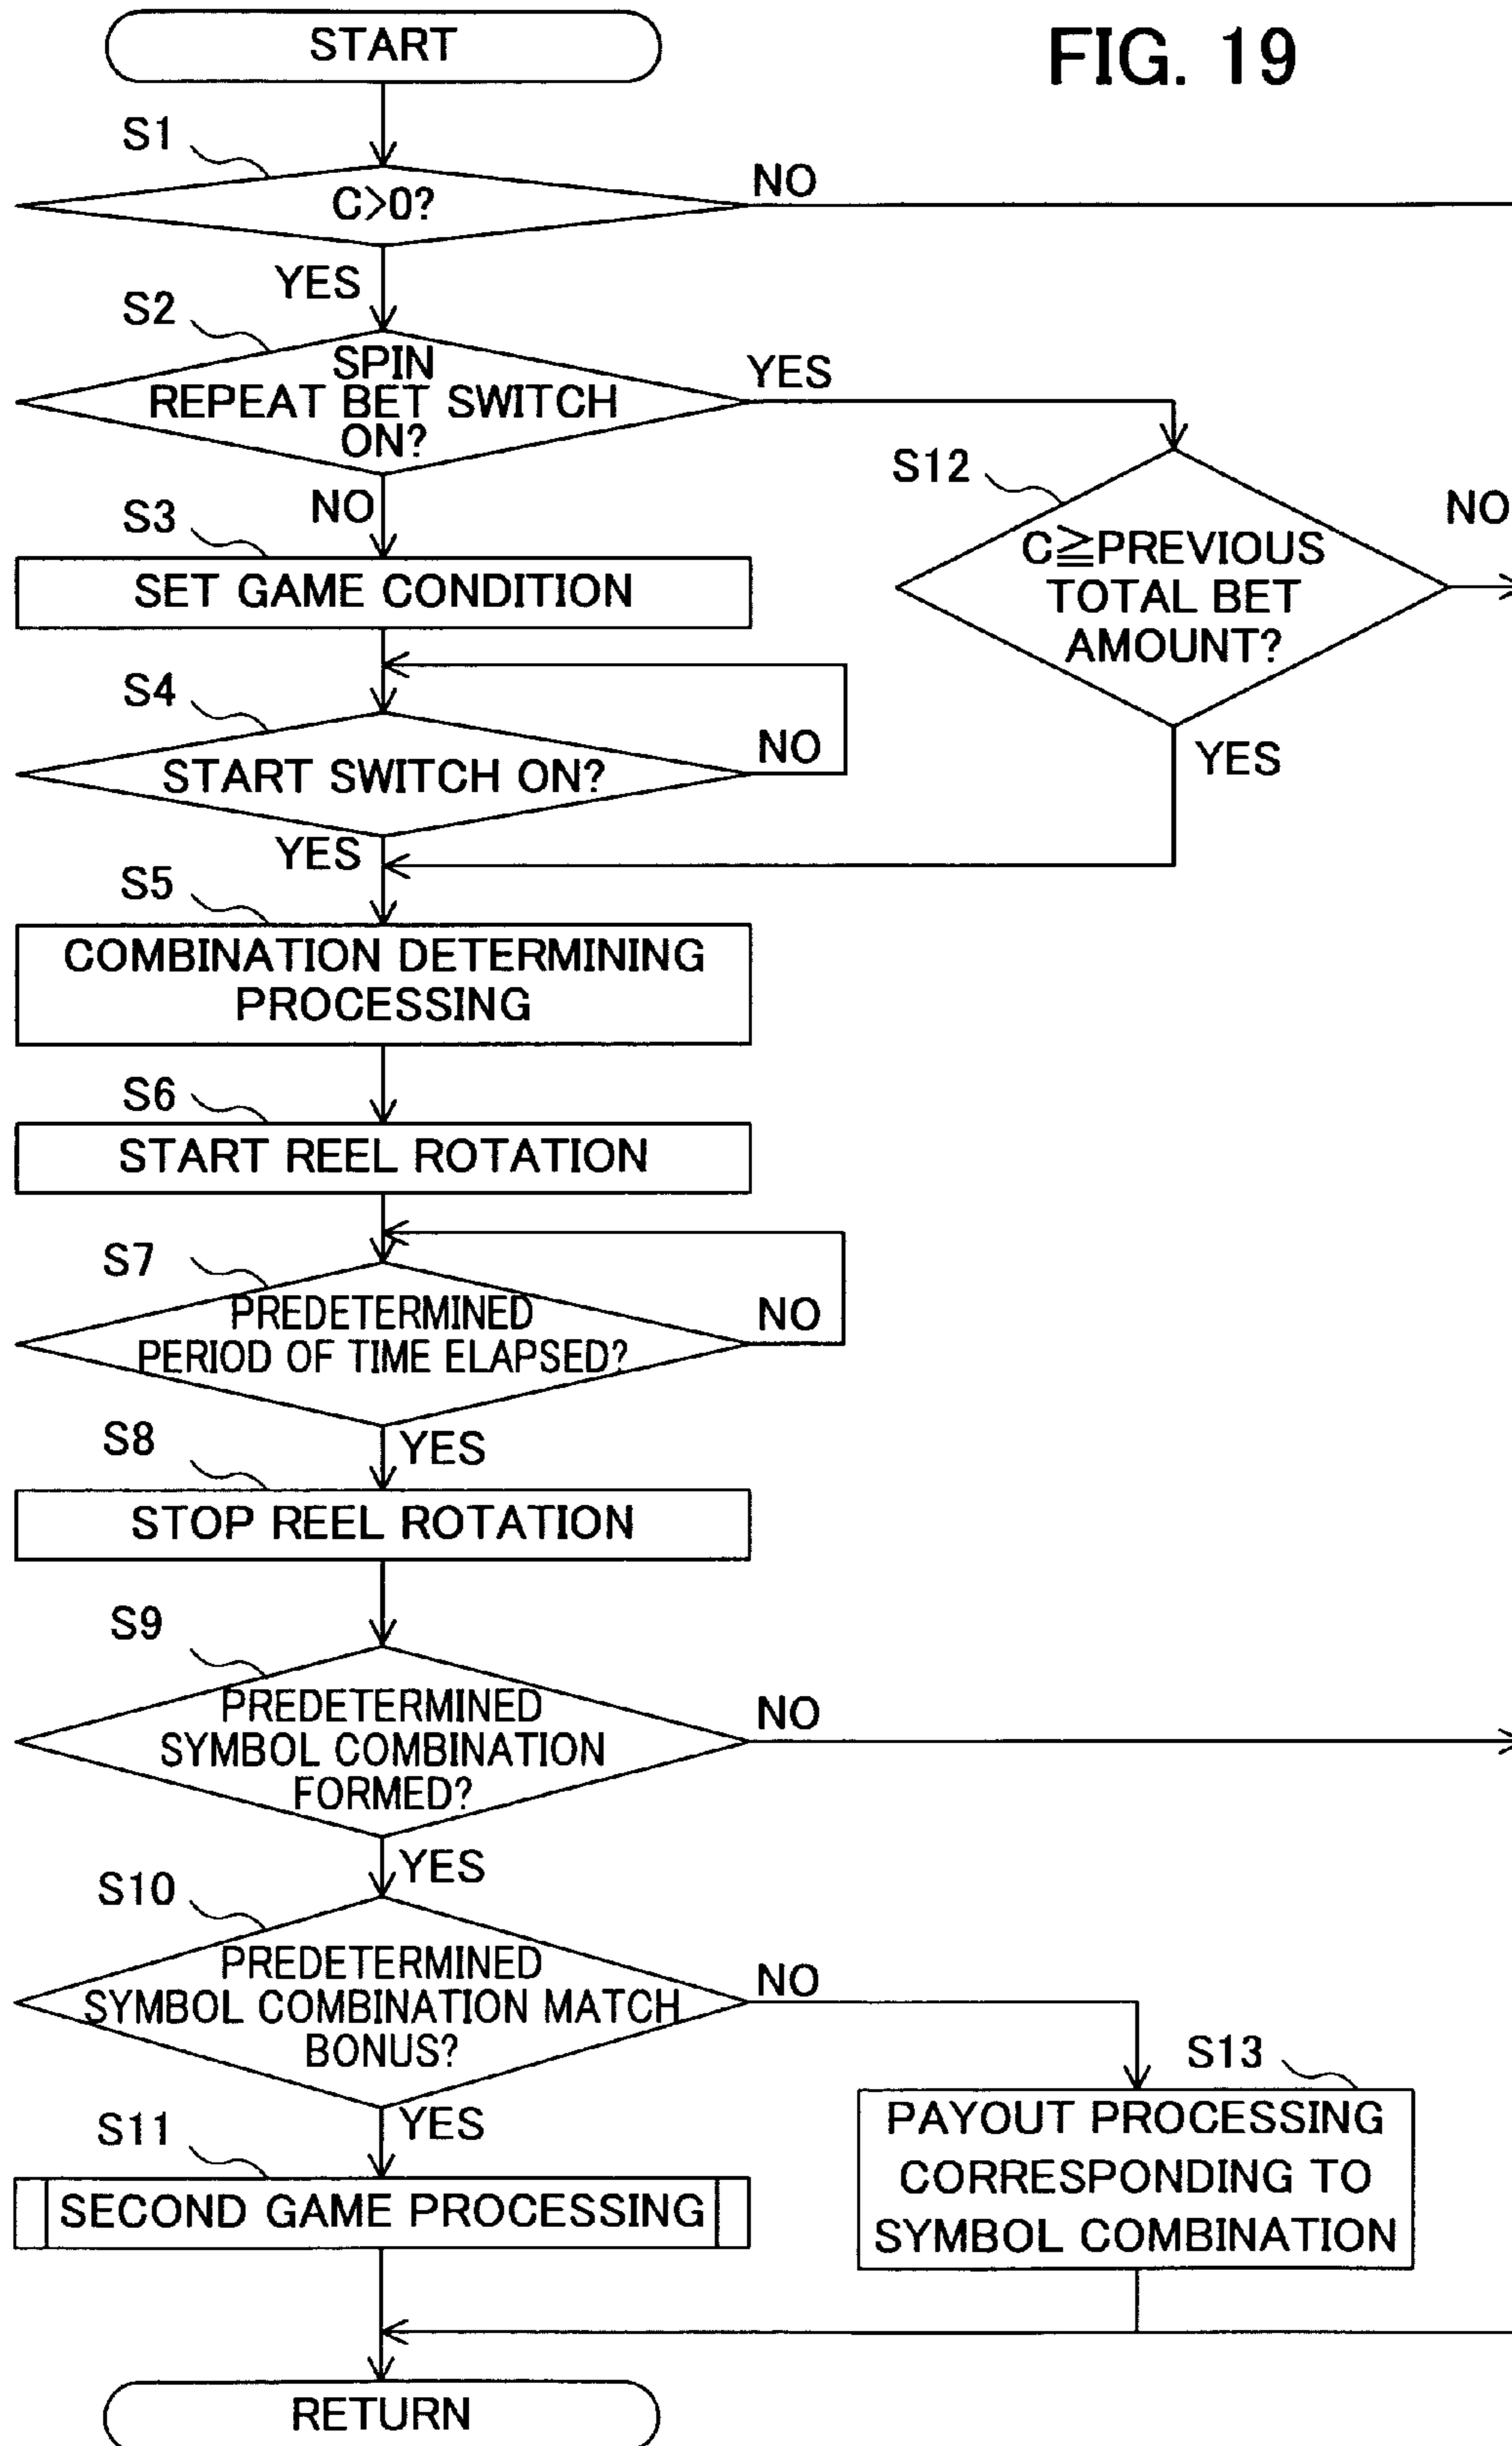 FIG. 19
START
S1
C>0?
NO
YES
S2
SPIN
REPEAT BET SWITCH
ON?
YES
NO
S12
C≧PREVIOUS
TOTAL BET
AMOUNT?
NO
YES
S3
SET GAME CONDITION
S4
START SWITCH ON?
NO
YES
S5
COMBINATION DETERMINING
PROCESSING
S6
START REEL ROTATION
S7
PREDETERMINED
PERIOD OF TIME ELAPSED?
NO
YES
S8
STOP REEL ROTATION
S9
PREDETERMINED
SYMBOL COMBINATION
FORMED?
NO
YES
S10
PREDETERMINED
SYMBOL COMBINATION MATCH
BONUS?
NO
YES
S13
PAYOUT PROCESSING
CORRESPONDING TO
SYMBOL COMBINATION
S11
SECOND GAME PROCESSING
RETURN